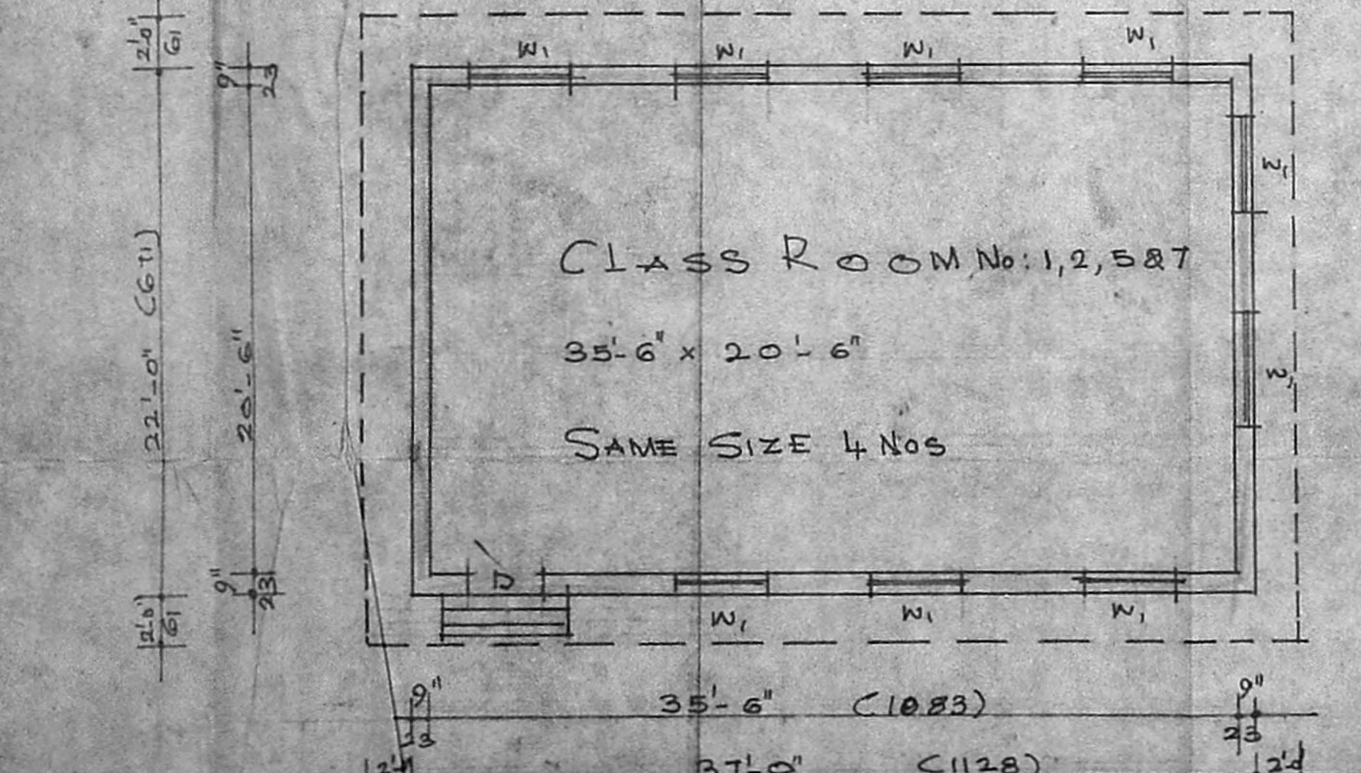 W1 W1 W1 W1
2'-0" 61
9" 23
W1
CLASS ROOM No: 1, 2, 5 & 7
22'-0" (671)
20'-6"
35'-6" x 20'-6"
W1
SAME SIZE 4 NOS
D
9" 23
2'-0" 61
W1 W1 W1
9" 35'-6" (1083) 9"
23 23
37'-0" (1128)